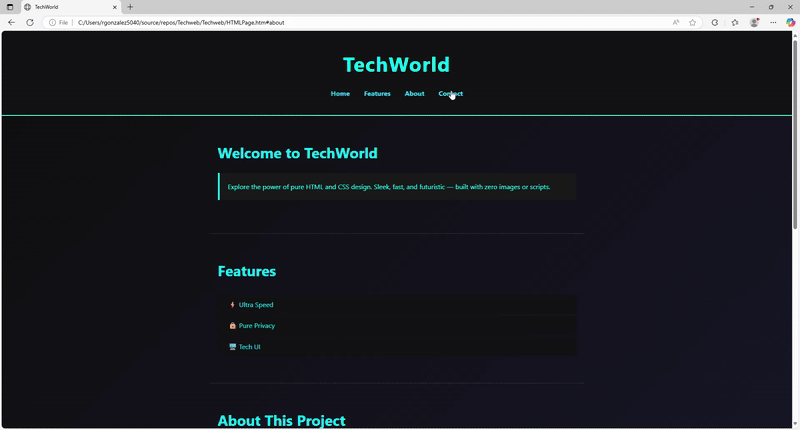 TechWorld
File
C:/Users/rgonzalez5040/source/repos/Techweb/Techweb/HTMLPage.htm#about
TechWorld
Home Features About Contact
Welcome to TechWorld
Explore the power of pure HTML and CSS design. Sleek, fast, and futuristic — built with zero images or scripts.
Features
Ultra Speed
Pure Privacy
Tech UI
About This Project